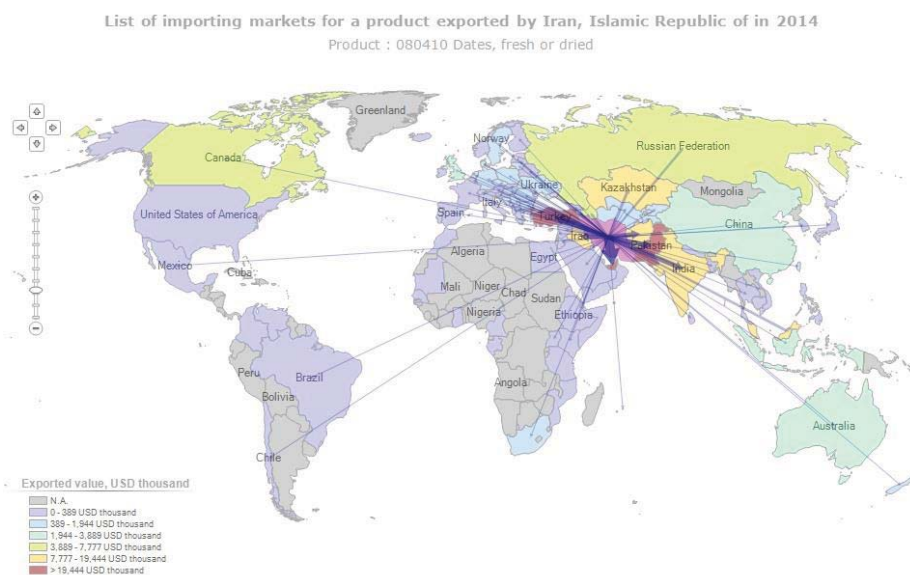 List of importing markets for a product exported by Iran, Islamic Republic of in 2014
Product : 080410 Dates, fresh or dried
Greenland
Norway
Russian Federation
Canada
Ukraine
Kazakhstan
Mongolia
United States of America
Spain
Italy
Turkey
China
Iraq
Pakistan
Mexico
Cuba
Algeria
Egypt
India
Mali
Niger
Chad
Sudan
Nigeria
Ethiopia
Peru
Brazil
Bolivia
Angola
Australia
Chile
Exported value, USD thousand
N.A.
0 - 389 USD thousand
389 - 1,944 USD thousand
1,944 - 3,889 USD thousand
3,889 - 7,777 USD thousand
7,777 - 19,444 USD thousand
> 19,444 USD thousand